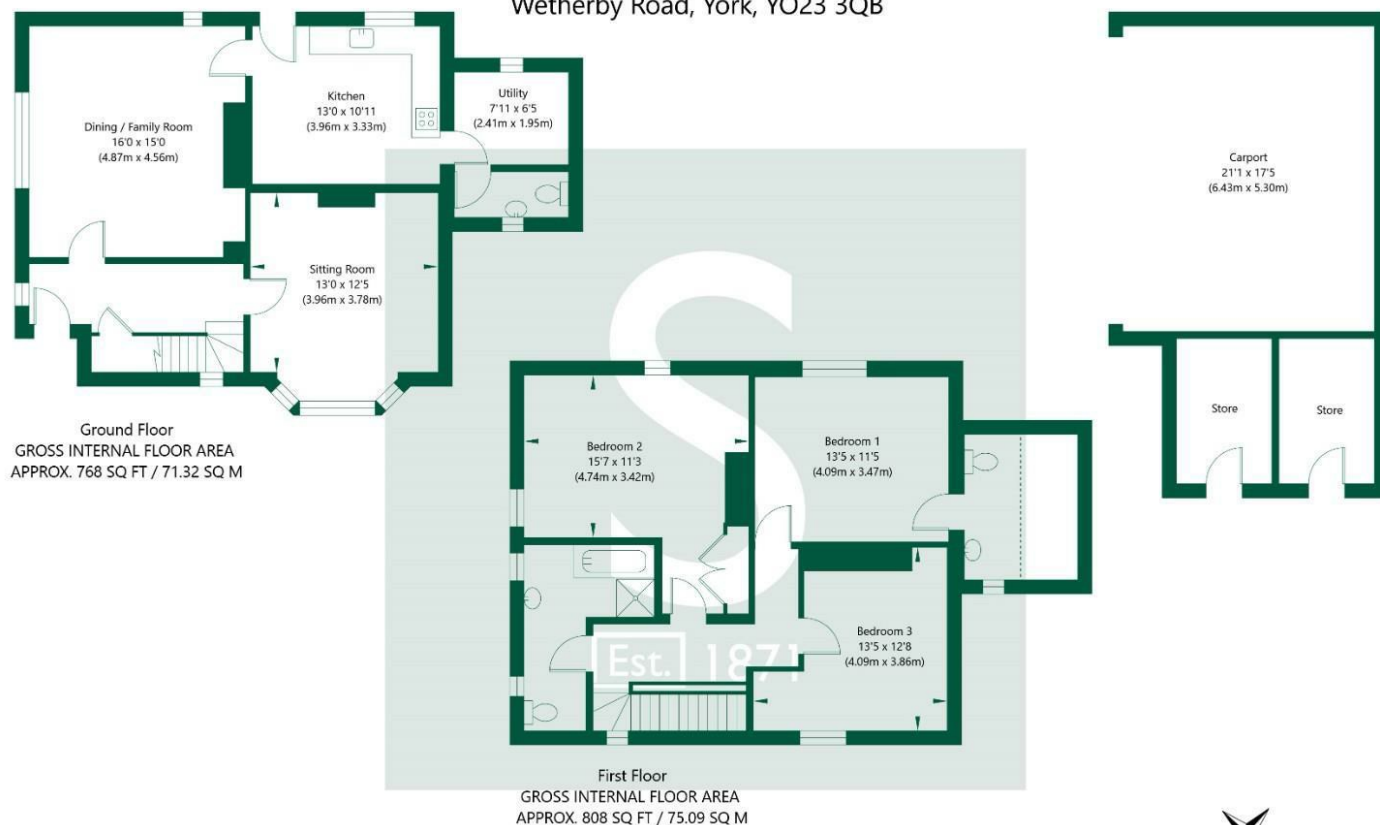 Wetherby Road, York, YO23 3QB
Dining / Family Room
16'0 x 15'0
(4.87m x 4.56m)
Kitchen
13'0 x 10'11
(3.96m x 3.33m)
Utility
7'11 x 6'5
(2.41m x 1.95m)
Sitting Room
13'0 x 12'5
(3.96m x 3.78m)
Ground Floor
GROSS INTERNAL FLOOR AREA
APPROX. 768 SQ FT / 71.32 SQ M
Carport
21'1 x 17'5
(6.43m x 5.30m)
Store
Store
Bedroom 2
15'7 x 11'3
(4.74m x 3.42m)
Bedroom 1
13'5 x 11'5
(4.09m x 3.47m)
Bedroom 3
13'5 x 12'8
(4.09m x 3.86m)
S
Est. 1871
First Floor
GROSS INTERNAL FLOOR AREA
APPROX. 808 SQ FT / 75.09 SQ M